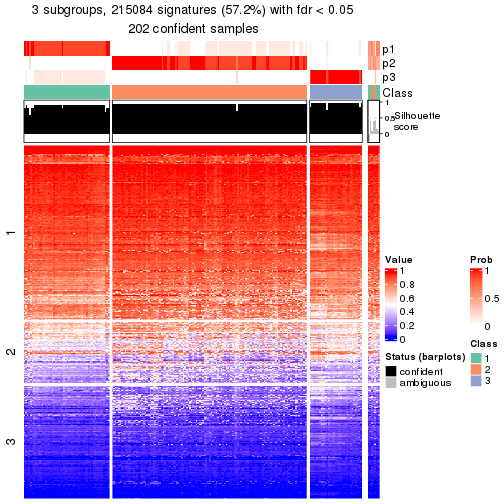 3 subgroups, 215084 signatures (57.2%) with fdr < 0.05
202 confident samples
p1
p2
p3
Class
1
0.5
0
Silhouette
score
1
2
3
Value
1
0.8
0.6
0.4
0.2
0
Status (barplots)
confident
ambiguous
Prob
1
0.5
0
Class
1
2
3